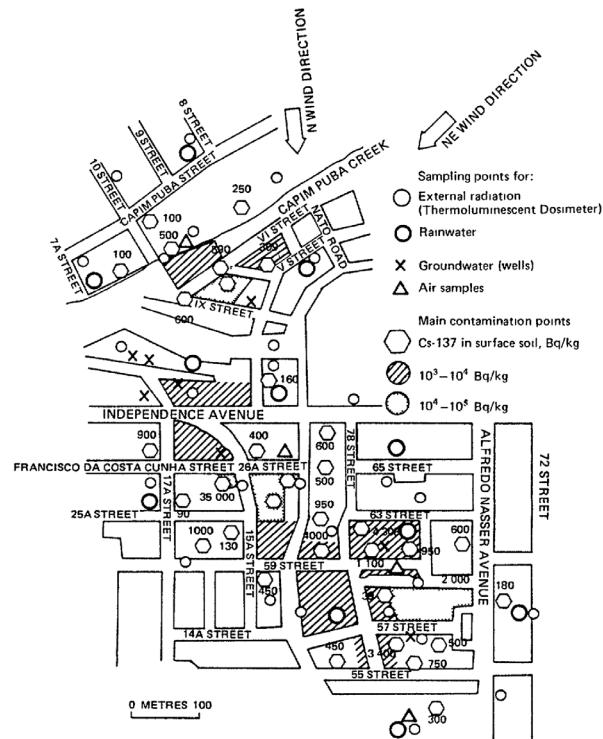 N WIND DIRECTION
NE WIND DIRECTION
8 STREET
9 STREET
10 STREET
CAPIM PUBA STREET
CAPIM PUBA CREEK
250
100
500
VI STREET
NATO ROAD
V STREET
7A STREET
100
300
IX STREET
600
160
Sampling points for:
External radiation
(Thermoluminescent Dosimeter)
Rainwater
Groundwater (wells)
Air samples
Main contamination points
Cs-137 in surface soil, Bq/kg
10³–10⁴ Bq/kg
10⁴–10⁵ Bq/kg
INDEPENDENCE AVENUE
900
400
600
78 STREET
ALFREDO NASSER AVENUE
72 STREET
FRANCISCO DA COSTA CUNHA STREET
26A STREET
65 STREET
500
17A STREET
35 000
950
25A STREET
90
63 STREET
1000
130
15A STREET
1000
4 300
950
600
59 STREET
1 100
2 000
450
180
14A STREET
57 STREET
450
3 400
500
750
55 STREET
300
0 METRES 100